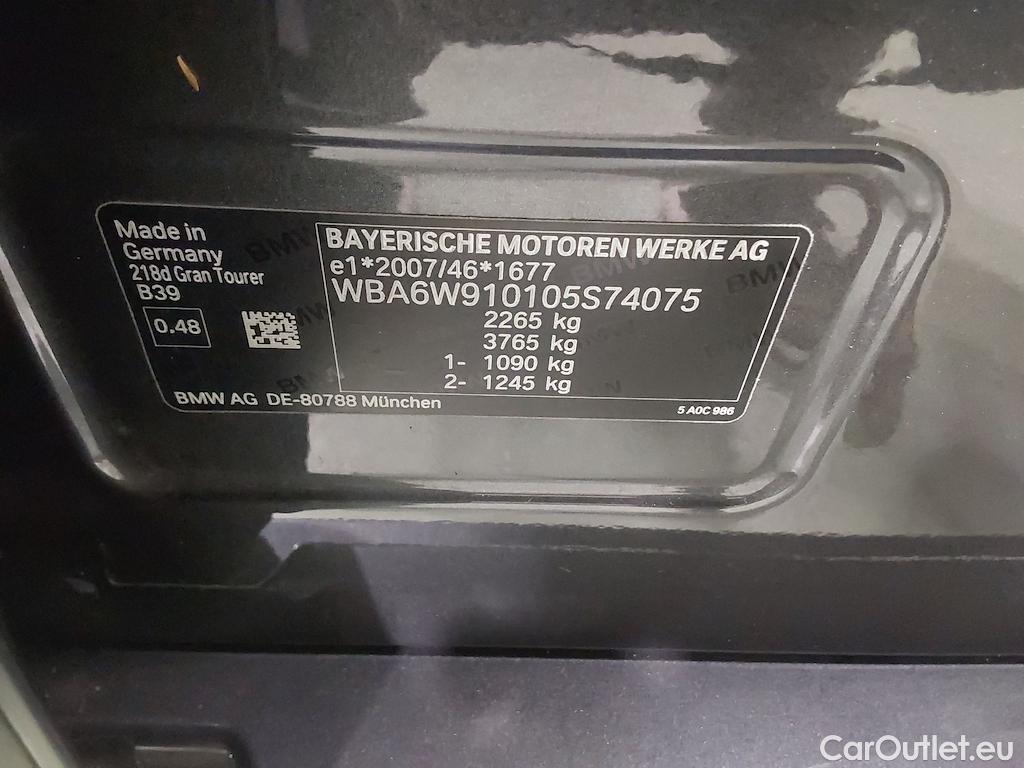 Made in
Germany
218d Gran Tourer
B39
0.48
BAYERISCHE MOTOREN WERKE AG
e1*2007/46*1677
WBA6W910105S74075
2265 kg
3765 kg
1- 1090 kg
2- 1245 kg
BMW AG DE-80788 München
5 A0C 986
CarOutlet.eu